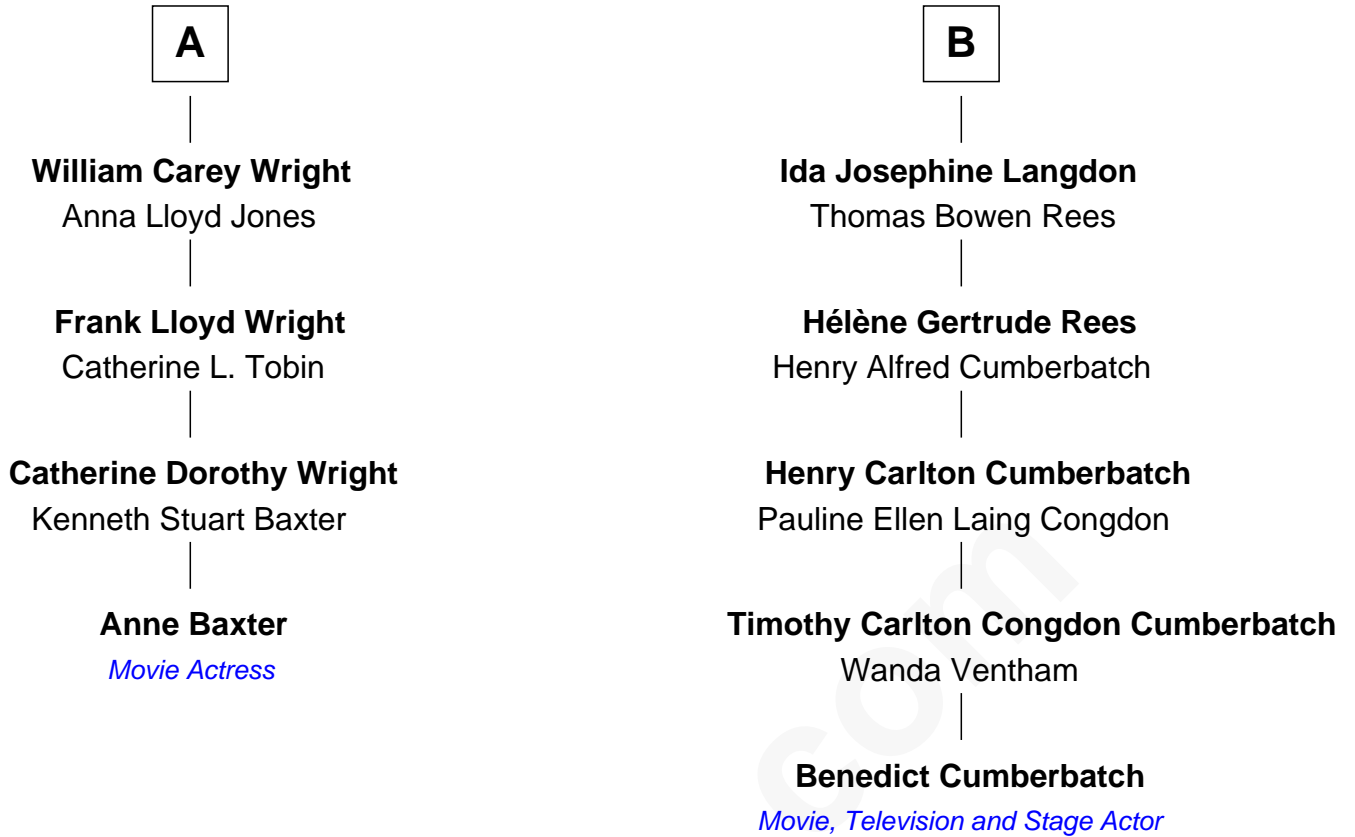 A
William Carey Wright
Anna Lloyd Jones
Frank Lloyd Wright
Catherine L. Tobin
Catherine Dorothy Wright
Kenneth Stuart Baxter
Anne Baxter
Movie Actress
B
Ida Josephine Langdon
Thomas Bowen Rees
Hélène Gertrude Rees
Henry Alfred Cumberbatch
Henry Carlton Cumberbatch
Pauline Ellen Laing Congdon
Timothy Carlton Congdon Cumberbatch
Wanda Ventham
Benedict Cumberbatch
Movie, Television and Stage Actor
com